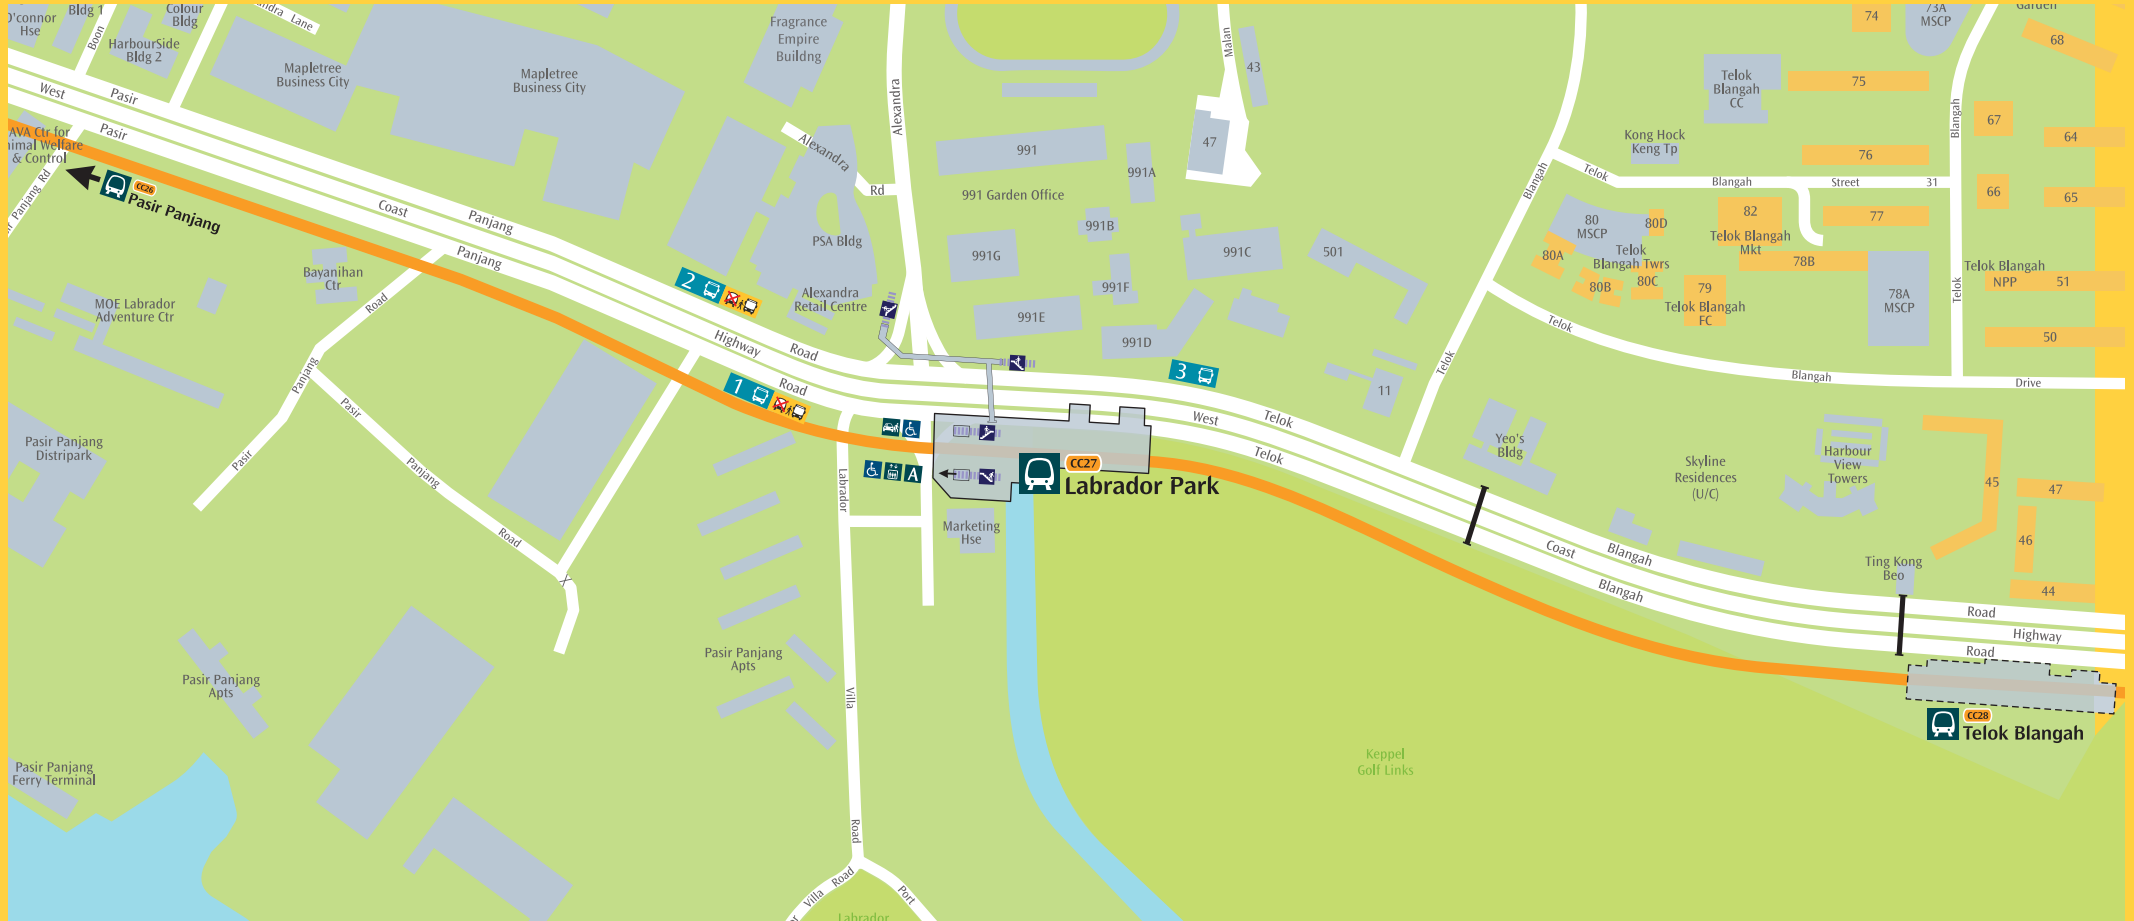 Bldg 1
O'connor
Hse
Colour
Bldg
Lane
Boon
HarbourSide
Bldg 2
Mapletree
Business City
Mapletree
Business City
Fragrance
Empire
Buildng
Alexandra
Malan
43
47
74
73A
MSCP
Garden
68
Telok
Blangah
CC
75
67
64
Blangah
Kong Hock
Keng Tp
76
66
65
West
Pasir
Pasir
AVA Ctr for
Animal Welfare
& Control
Panjang Rd
CC26
Pasir Panjang
Coast
Panjang
Panjang
Alexandra
Rd
991
991A
991 Garden Office
991B
991G
991C
991F
991E
991D
501
Blangah
Telok
Blangah
Street
31
80
MSCP
80D
82
Telok Blangah
Mkt
77
80A
Telok
Blangah Twrs
80B
80C
79
Telok Blangah
FC
78B
78A
MSCP
Telok Blangah
NPP
51
50
Telok
PSA Bldg
Alexandra
Retail Centre
Bayanihan
Ctr
MOE Labrador
Adventure Ctr
Road
2
Highway
Road
1
Road
3
Telok
Telok
Blangah
Drive
11
Panjang
Pasir
Pasir
Panjang
Road
X
Pasir Panjang
Distripark
A
CC27
Labrador Park
West
Telok
Telok
Yeo's
Bldg
Skyline
Residences
(U/C)
Harbour
View
Towers
45
47
46
44
Labrador
Marketing
Hse
Coast
Blangah
Blangah
Ting Kong
Beo
Road
Highway
Road
CC28
Telok Blangah
Pasir Panjang
Apts
Pasir Panjang
Apts
Villa
Road
Keppel
Golf Links
Pasir Panjang
Ferry Terminal
Villa
Road
Port
Labrador